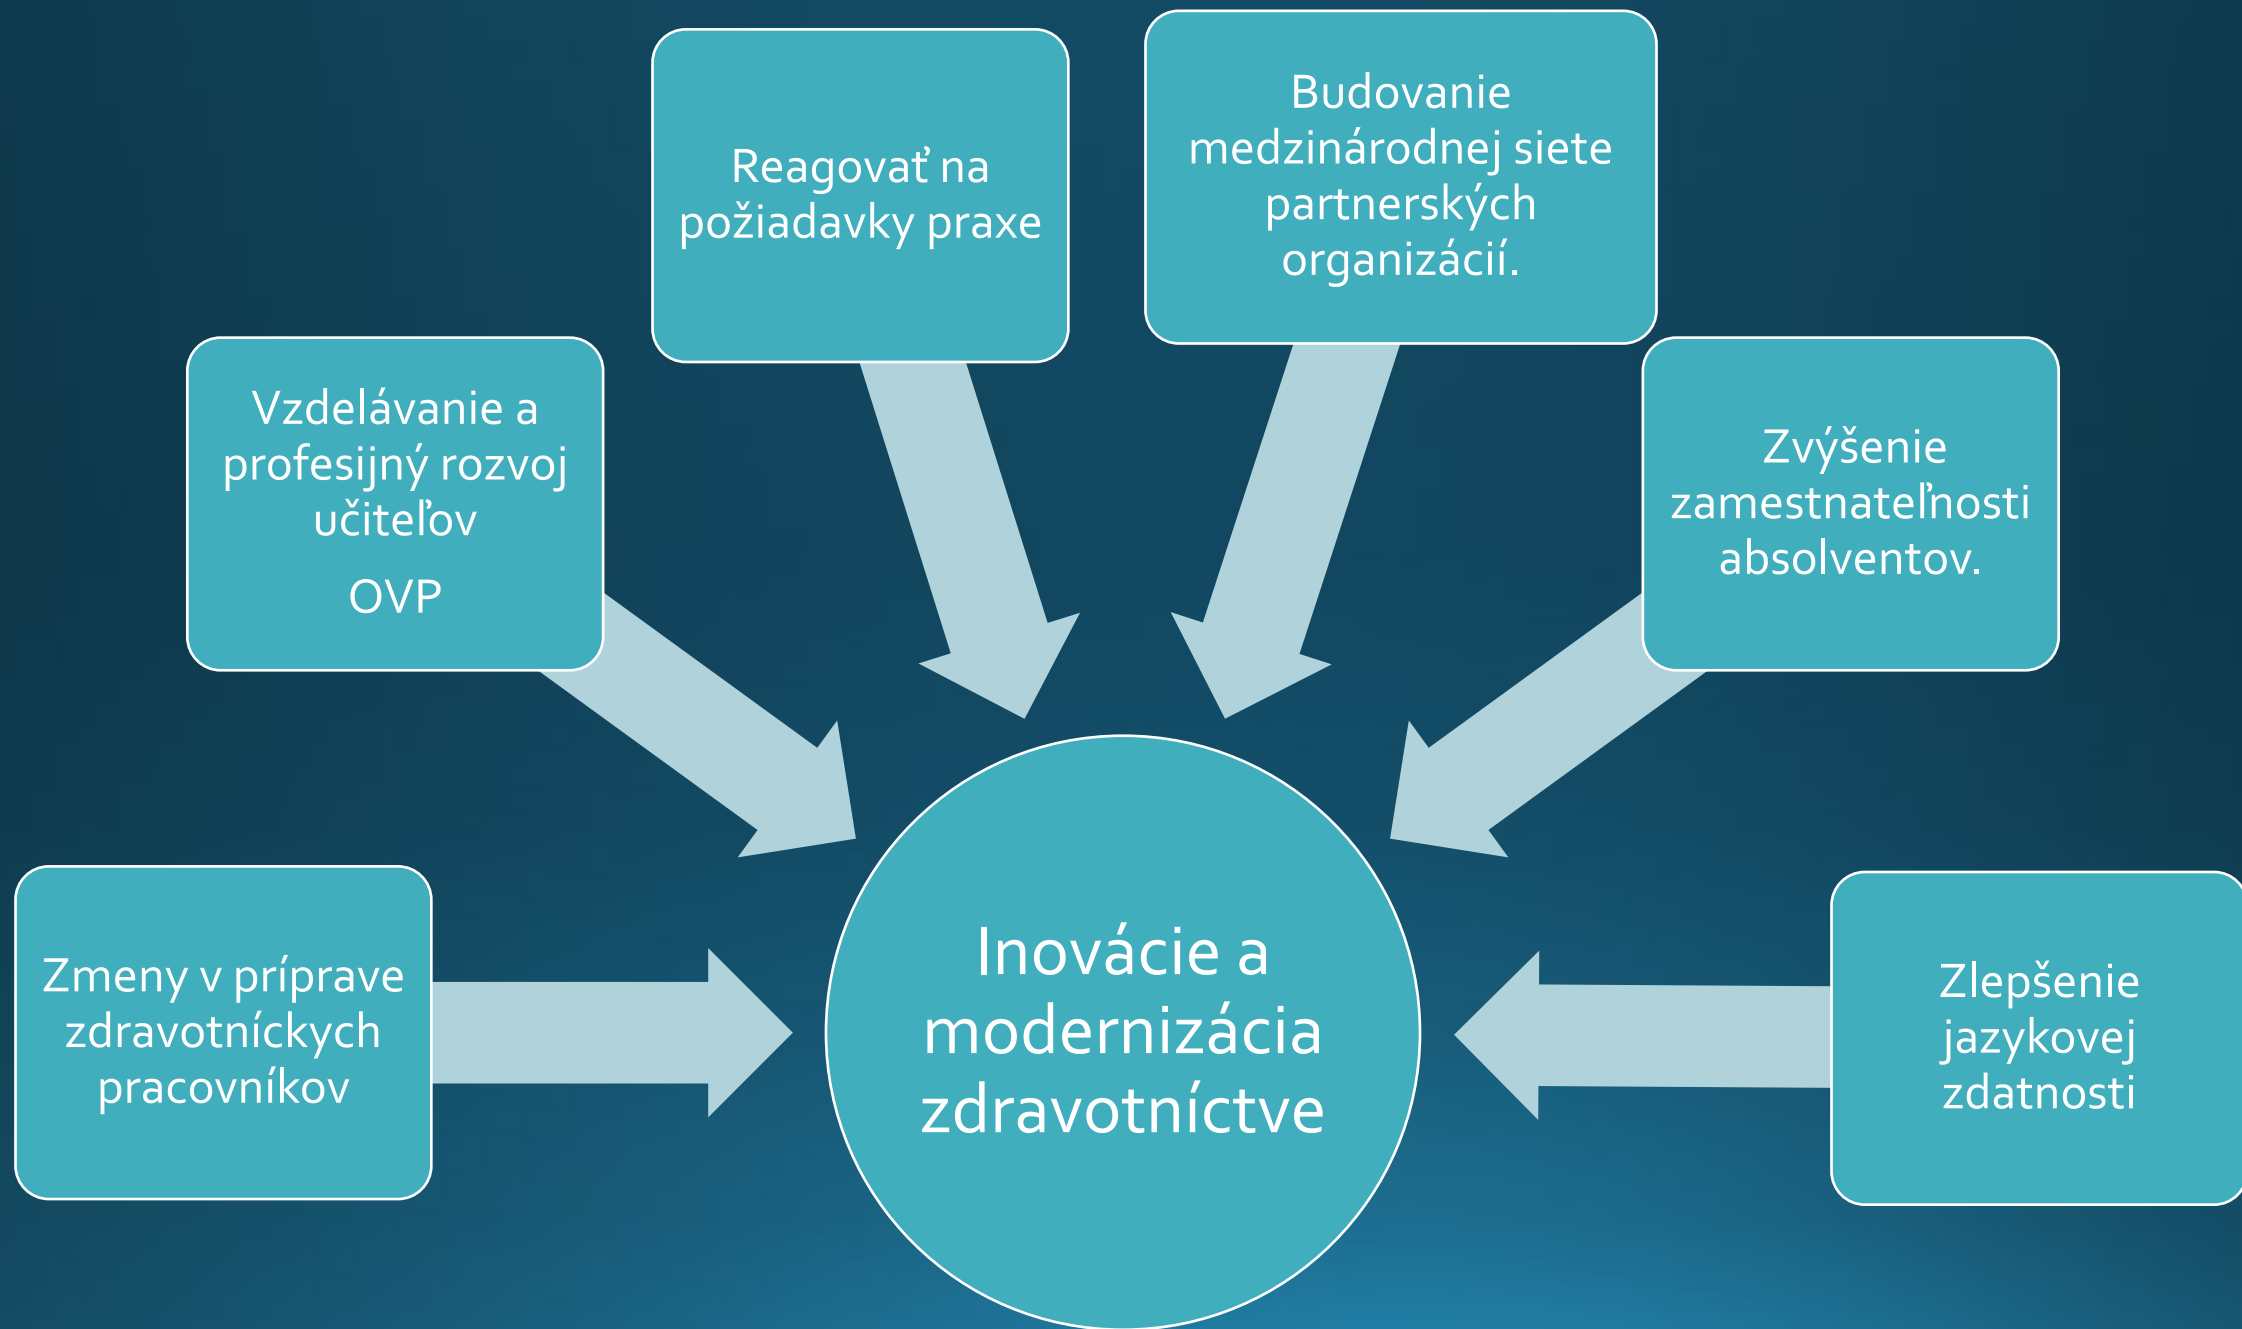 Budovanie
medzinárodnej siete
partnerských
organizácií.
Reagovať na
požiadavky praxe
Vzdelávanie a
profesijný rozvoj
učiteľov
OVP
Zvýšenie
zamestnateľnosti
absolventov.
Zmeny v príprave
zdravotníckych
pracovníkov
Inovácie a
modernizácia
zdravotníctve
Zlepšenie
jazykovej
zdatnosti